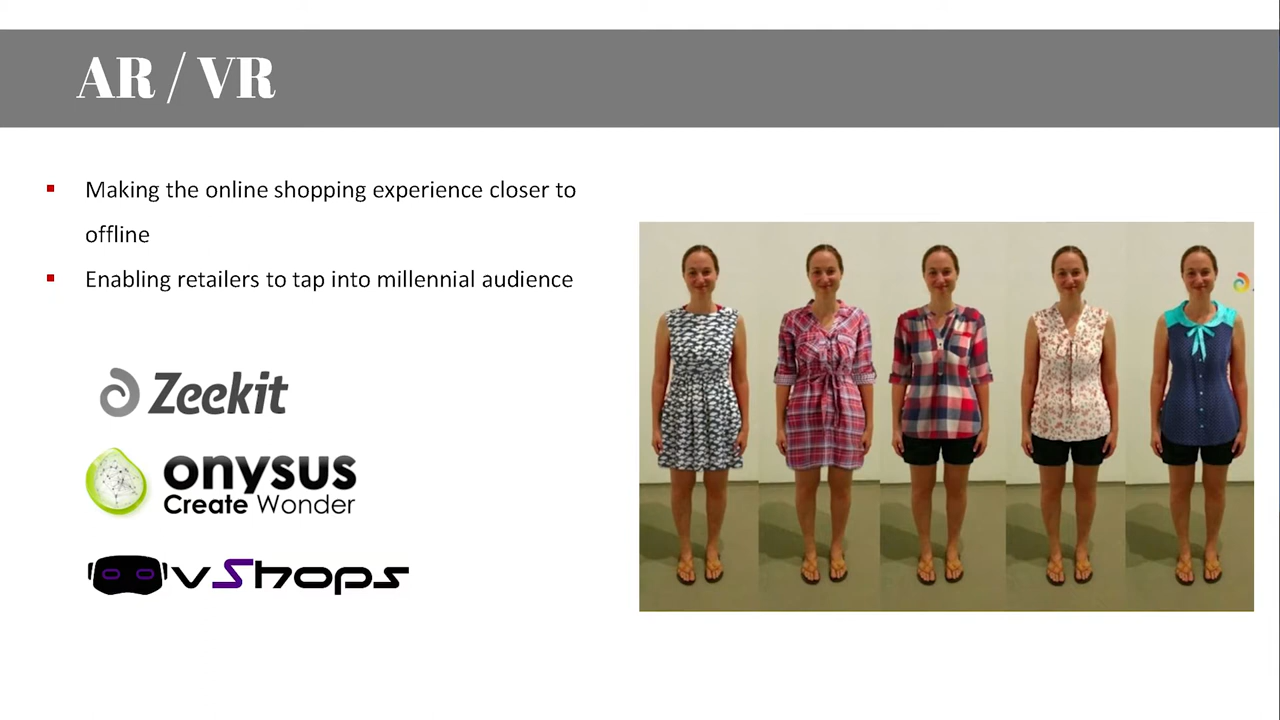 AR / VR
Making the online shopping experience closer to
offline
Enabling retailers to tap into millennial audience
Zeekit
onysus
Create Wonder
vShops